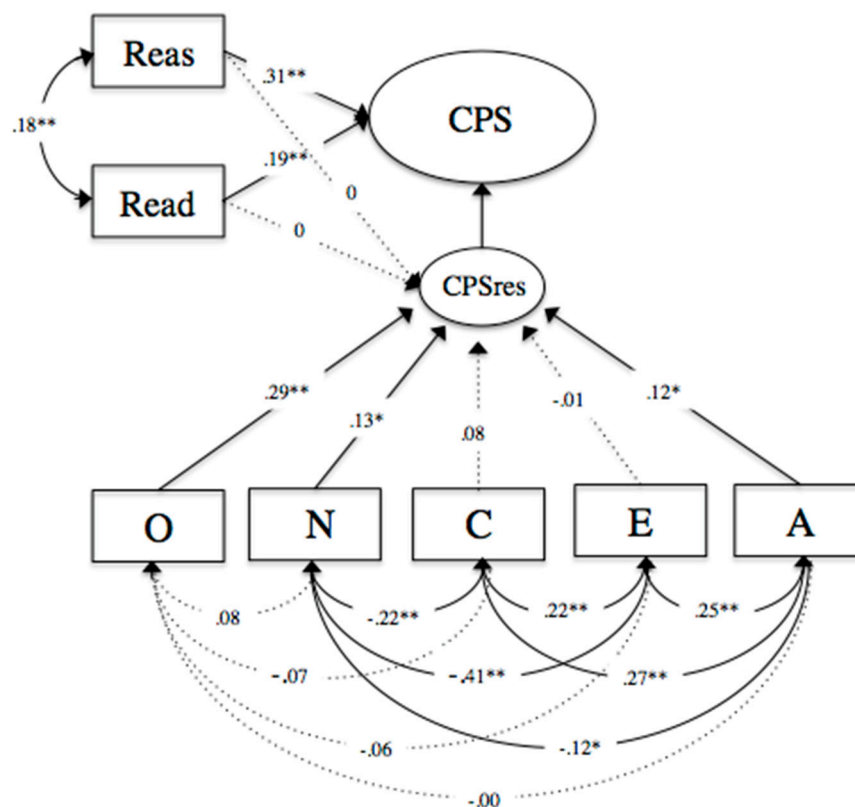 Reas
.31**
CPS
.18**
.19**
Read
0
0
CPSres
.29**
.13*
.08
-.01
.12*
O
N
C
E
A
.08
-.22**
.22**
.25**
-.07
-.41**
.27**
-.06
-.12*
-.00